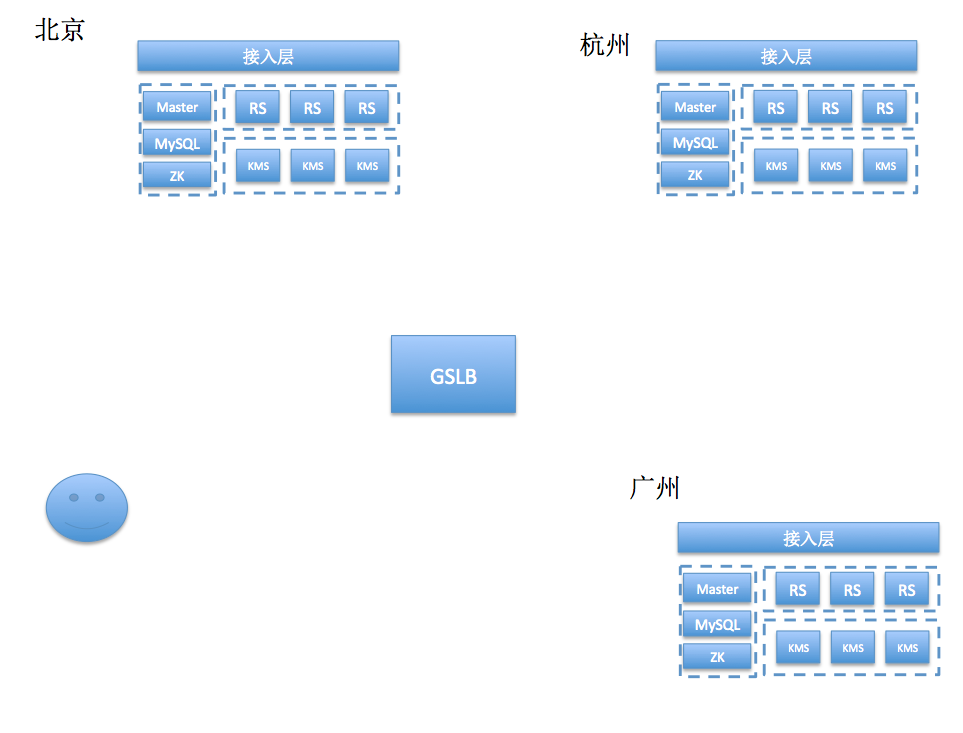 北京
接入层
Master
RS RS RS
MySQL
KMS KMS KMS
ZK
杭州
接入层
Master
RS RS RS
MySQL
KMS KMS KMS
ZK
GSLB
广州
接入层
Master
RS RS RS
MySQL
KMS KMS KMS
ZK